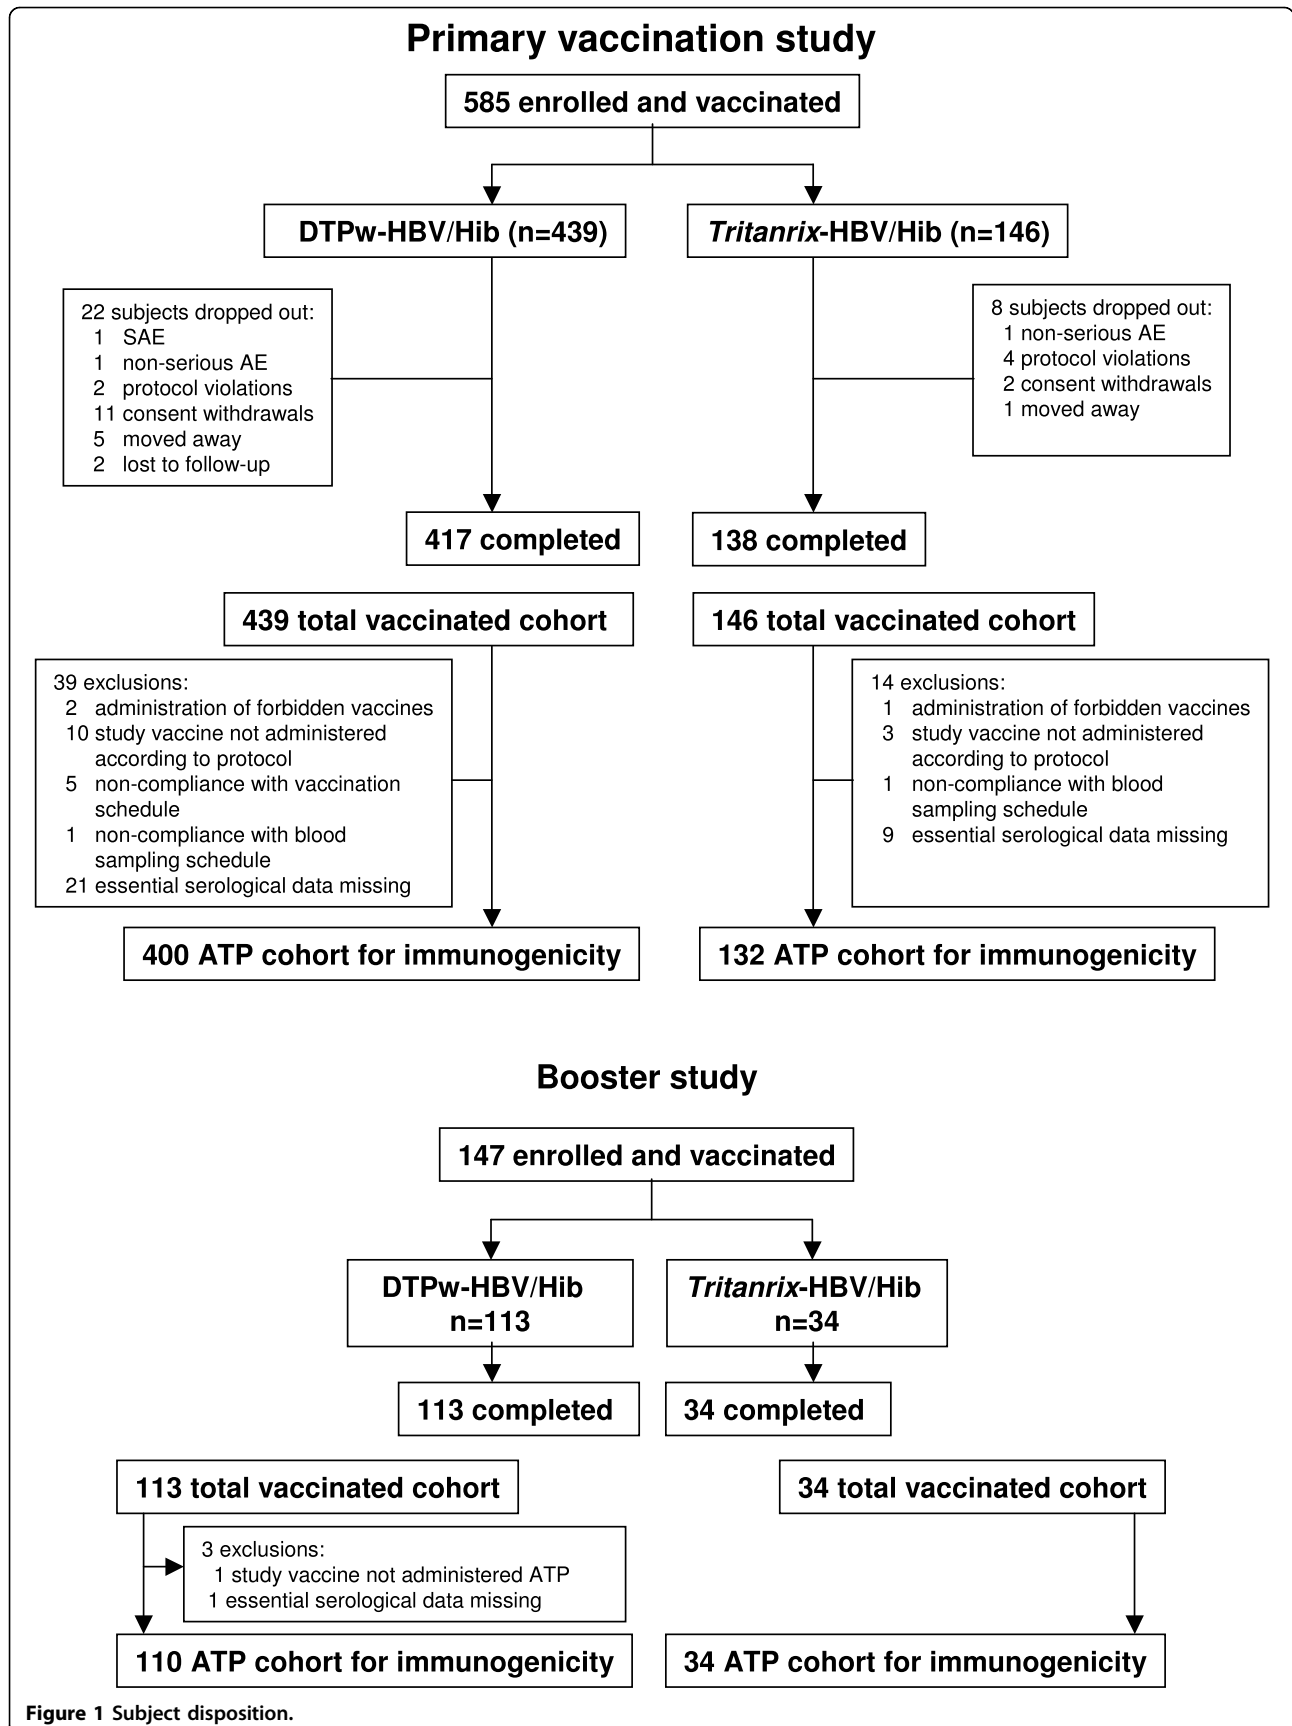 Primary vaccination study
585 enrolled and vaccinated
DTPw-HBV/Hib (n=439)
Tritanrix-HBV/Hib (n=146)
22 subjects dropped out:
1 SAE
1 non-serious AE
2 protocol violations
11 consent withdrawals
5 moved away
2 lost to follow-up
8 subjects dropped out:
1 non-serious AE
4 protocol violations
2 consent withdrawals
1 moved away
417 completed
138 completed
439 total vaccinated cohort
146 total vaccinated cohort
39 exclusions:
2 administration of forbidden vaccines
10 study vaccine not administered
according to protocol
5 non-compliance with vaccination
schedule
1 non-compliance with blood
sampling schedule
21 essential serological data missing
14 exclusions:
1 administration of forbidden vaccines
3 study vaccine not administered
according to protocol
1 non-compliance with blood
sampling schedule
9 essential serological data missing
400 ATP cohort for immunogenicity
132 ATP cohort for immunogenicity
Booster study
147 enrolled and vaccinated
DTPw-HBV/Hib
n=113
Tritanrix-HBV/Hib
n=34
113 completed
34 completed
113 total vaccinated cohort
34 total vaccinated cohort
3 exclusions:
1 study vaccine not administered ATP
1 essential serological data missing
110 ATP cohort for immunogenicity
34 ATP cohort for immunogenicity
Figure 1 Subject disposition.